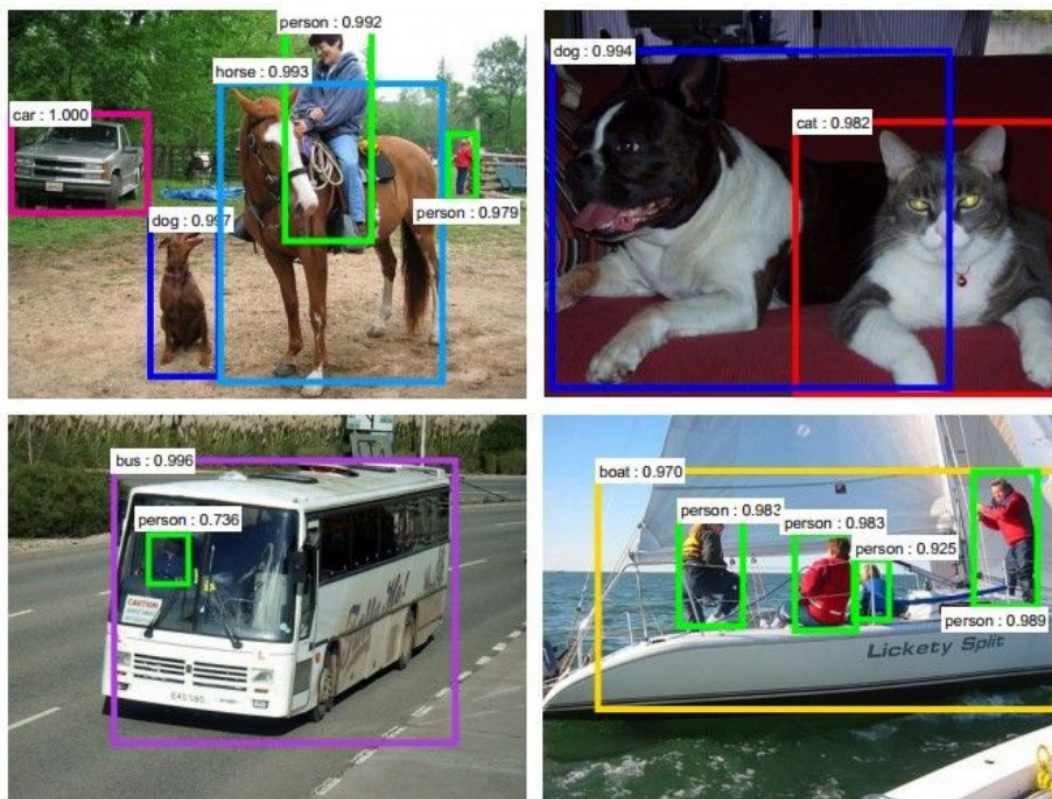 person : 0.992
horse : 0.993
car : 1.000
dog : 0.997
person : 0.979
dog : 0.994
cat : 0.982
bus : 0.996
person : 0.736
CAUTION
boat : 0.970
person : 0.983
person : 0.983
person : 0.925
person : 0.989
Lickety Split